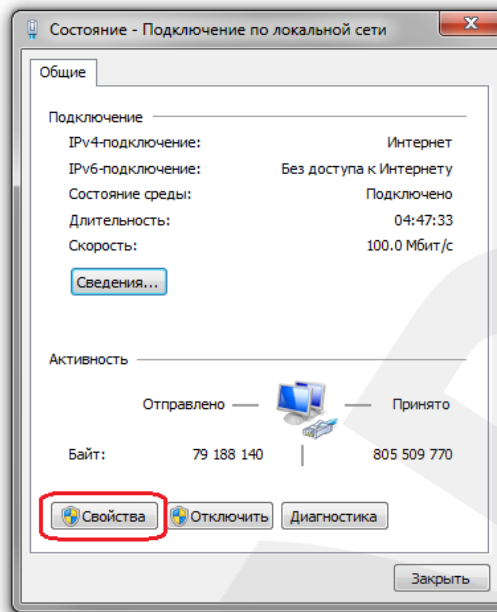 Состояние - Подключение по локальной сети
Общие
Подключение
IPv4-подключение: Интернет
IPv6-подключение: Без доступа к Интернету
Состояние среды: Подключено
Длительность: 04:47:33
Скорость: 100.0 Мбит/с
Сведения...
Активность
Отправлено — — Принято
Байт: 79 188 140 | 805 509 770
Свойства Отключить Диагностика
Закрыть